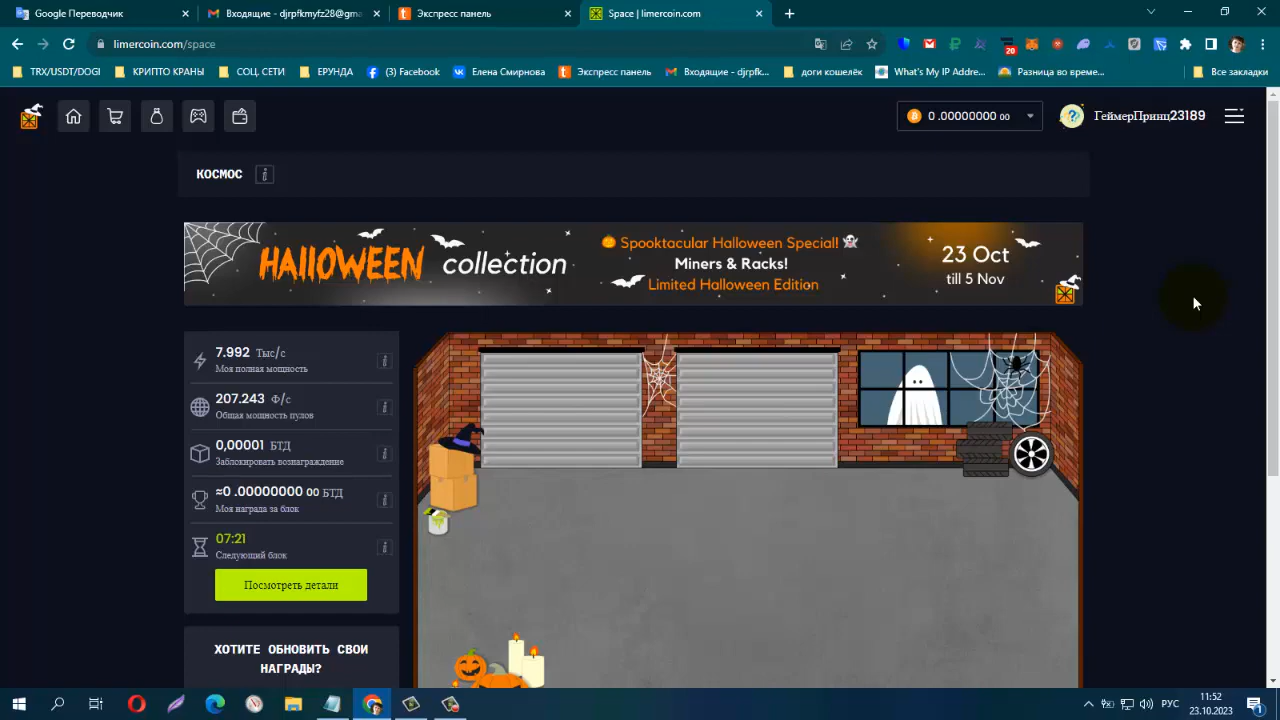 Google Переводчик
Входящие - djrpfkmyfz28@gma
Экспресс панель
Space | limercoin.com
limercoin.com/space
20
TRX/USDT/DOGI
КРИПТО КРАНЫ
СОЦ. СЕТИ
ЕРУНДА
(3) Facebook
Елена Смирнова
Экспресс панель
Входящие - djrpfk...
доги кошелёк
What's My IP Addre...
Разница во време...
Все закладки
0 .00000000 00
ГеймерПринц23189
КОСМОС
HAllOWEEN collection
Spooktacular Halloween Special!
Miners & Racks!
Limited Halloween Edition
23 Oct
till 5 Nov
7.992 Тыс/с
Моя полная мощность
207.243 Ф/с
Общая мощность пулов
0,00001 БТД
Заблокировать вознаграждение
≈0 .00000000 00 БТД
Моя награда за блок
07:21
Следующий блок
Посмотреть детали
ХОТИТЕ ОБНОВИТЬ СВОИ
НАГРАДЫ?
РУС
11:52
23.10.2023
1